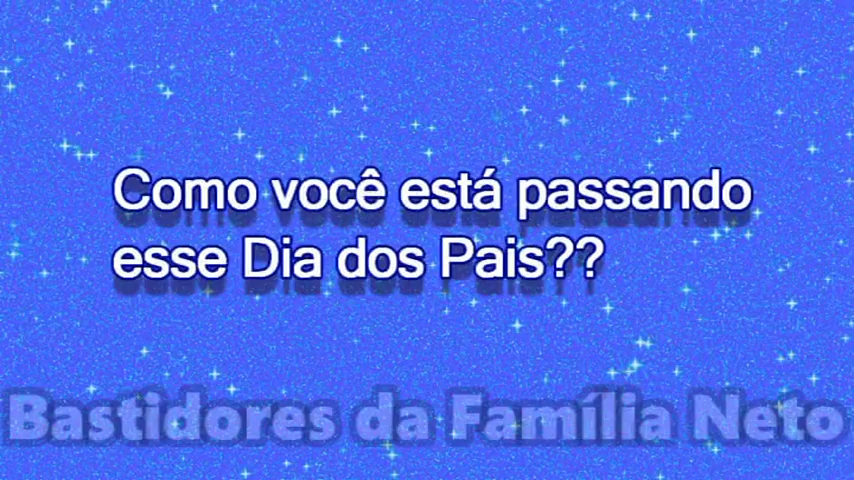 Como você está passando
esse Dia dos Pais??
Bastidores da Família Neto